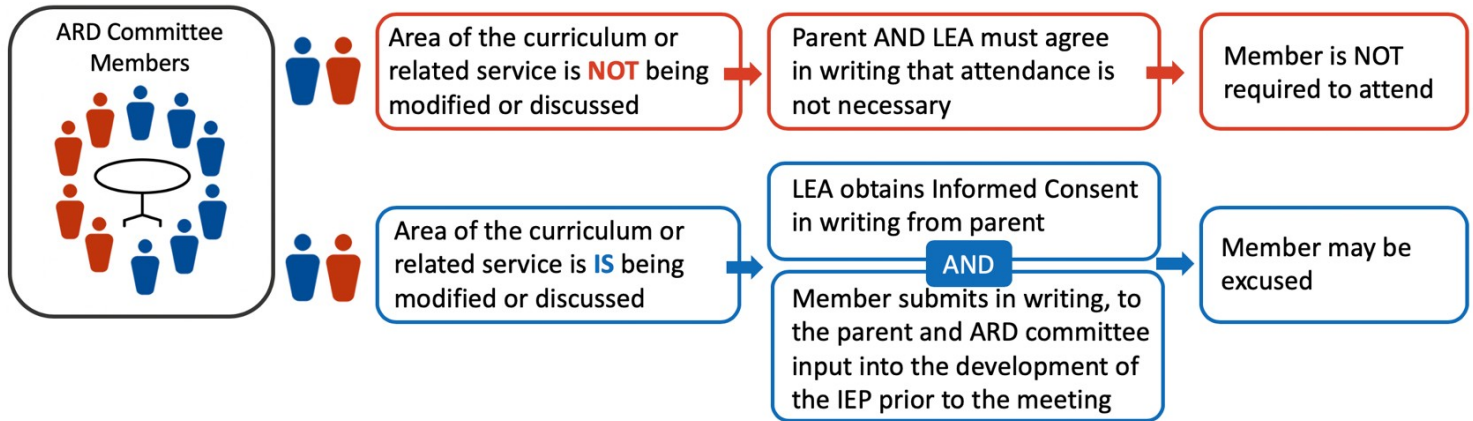 ARD Committee
Members
Area of the curriculum or
related service is NOT being
modified or discussed
Parent AND LEA must agree
in writing that attendance is
not necessary
Member is NOT
required to attend
Area of the curriculum or
related service is IS being
modified or discussed
LEA obtains Informed Consent
in writing from parent
AND
Member submits in writing, to
the parent and ARD committee
input into the development of
the IEP prior to the meeting
Member may be
excused